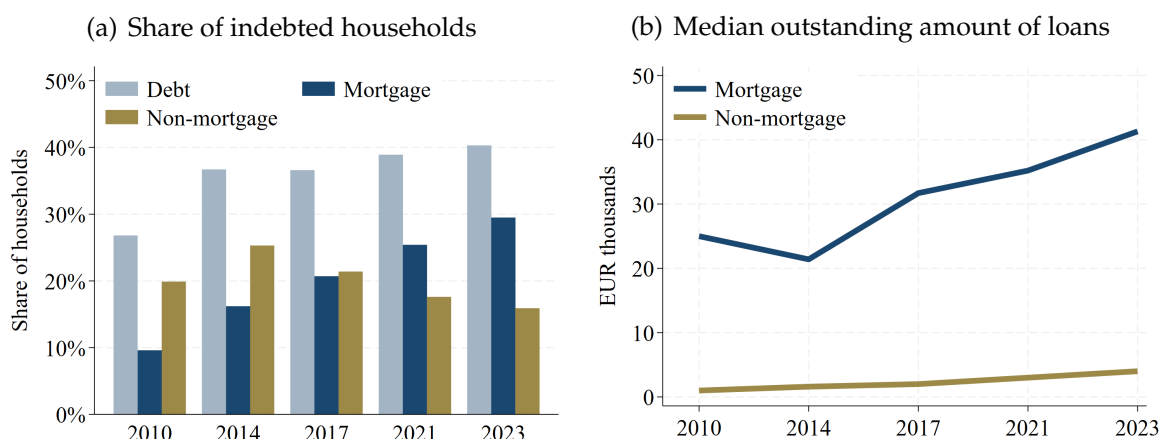 (a) Share of indebted households
50%
40%
30%
20%
10%
0%
Share of households
Debt
Mortgage
Non-mortgage
2010 2014 2017 2021 2023
(b) Median outstanding amount of loans
50
40
30
20
10
0
EUR thousands
Mortgage
Non-mortgage
2010 2014 2017 2021 2023